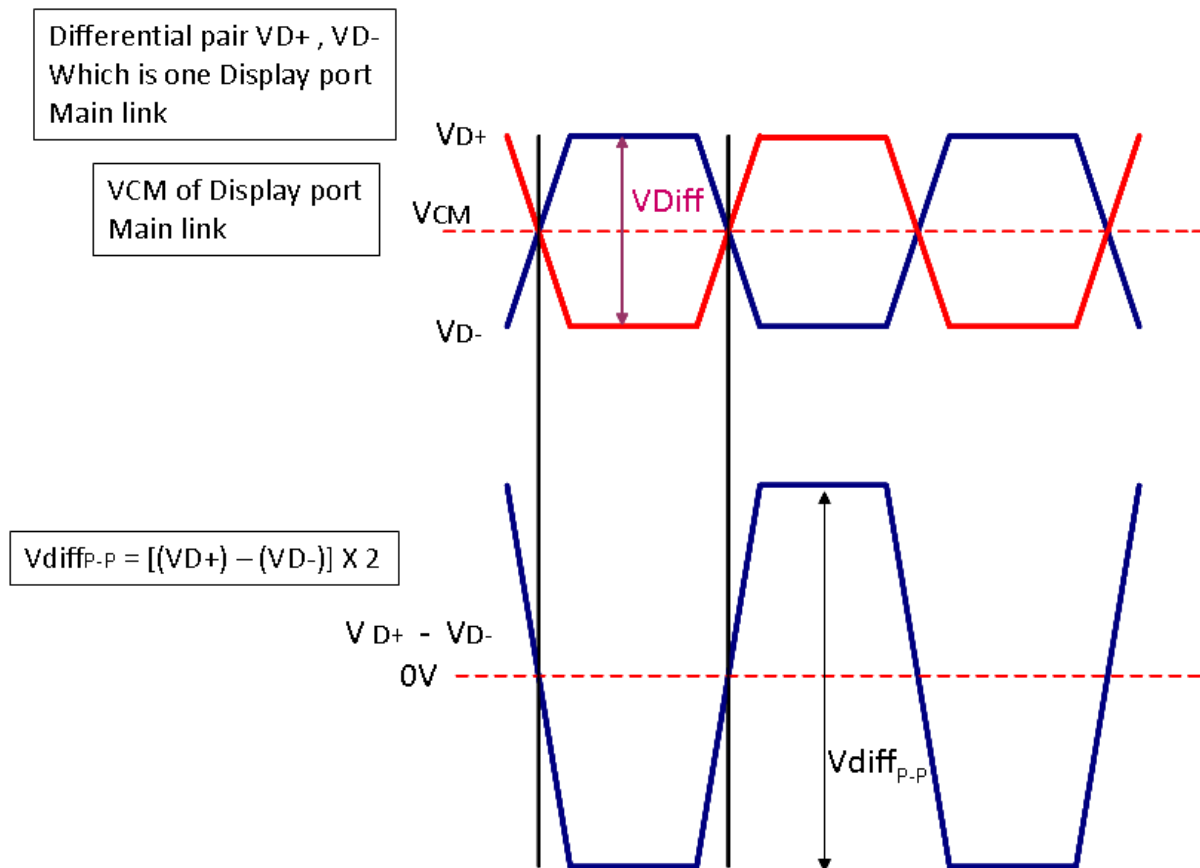 Differential pair VD+ , VD-
Which is one Display port
Main link
VCM of Display port
Main link
VD+
VDiff
VCM
VD-
VdiffP-P = [(VD+) – (VD-)] X 2
V D+ - VD-
0V
VdiffP-P